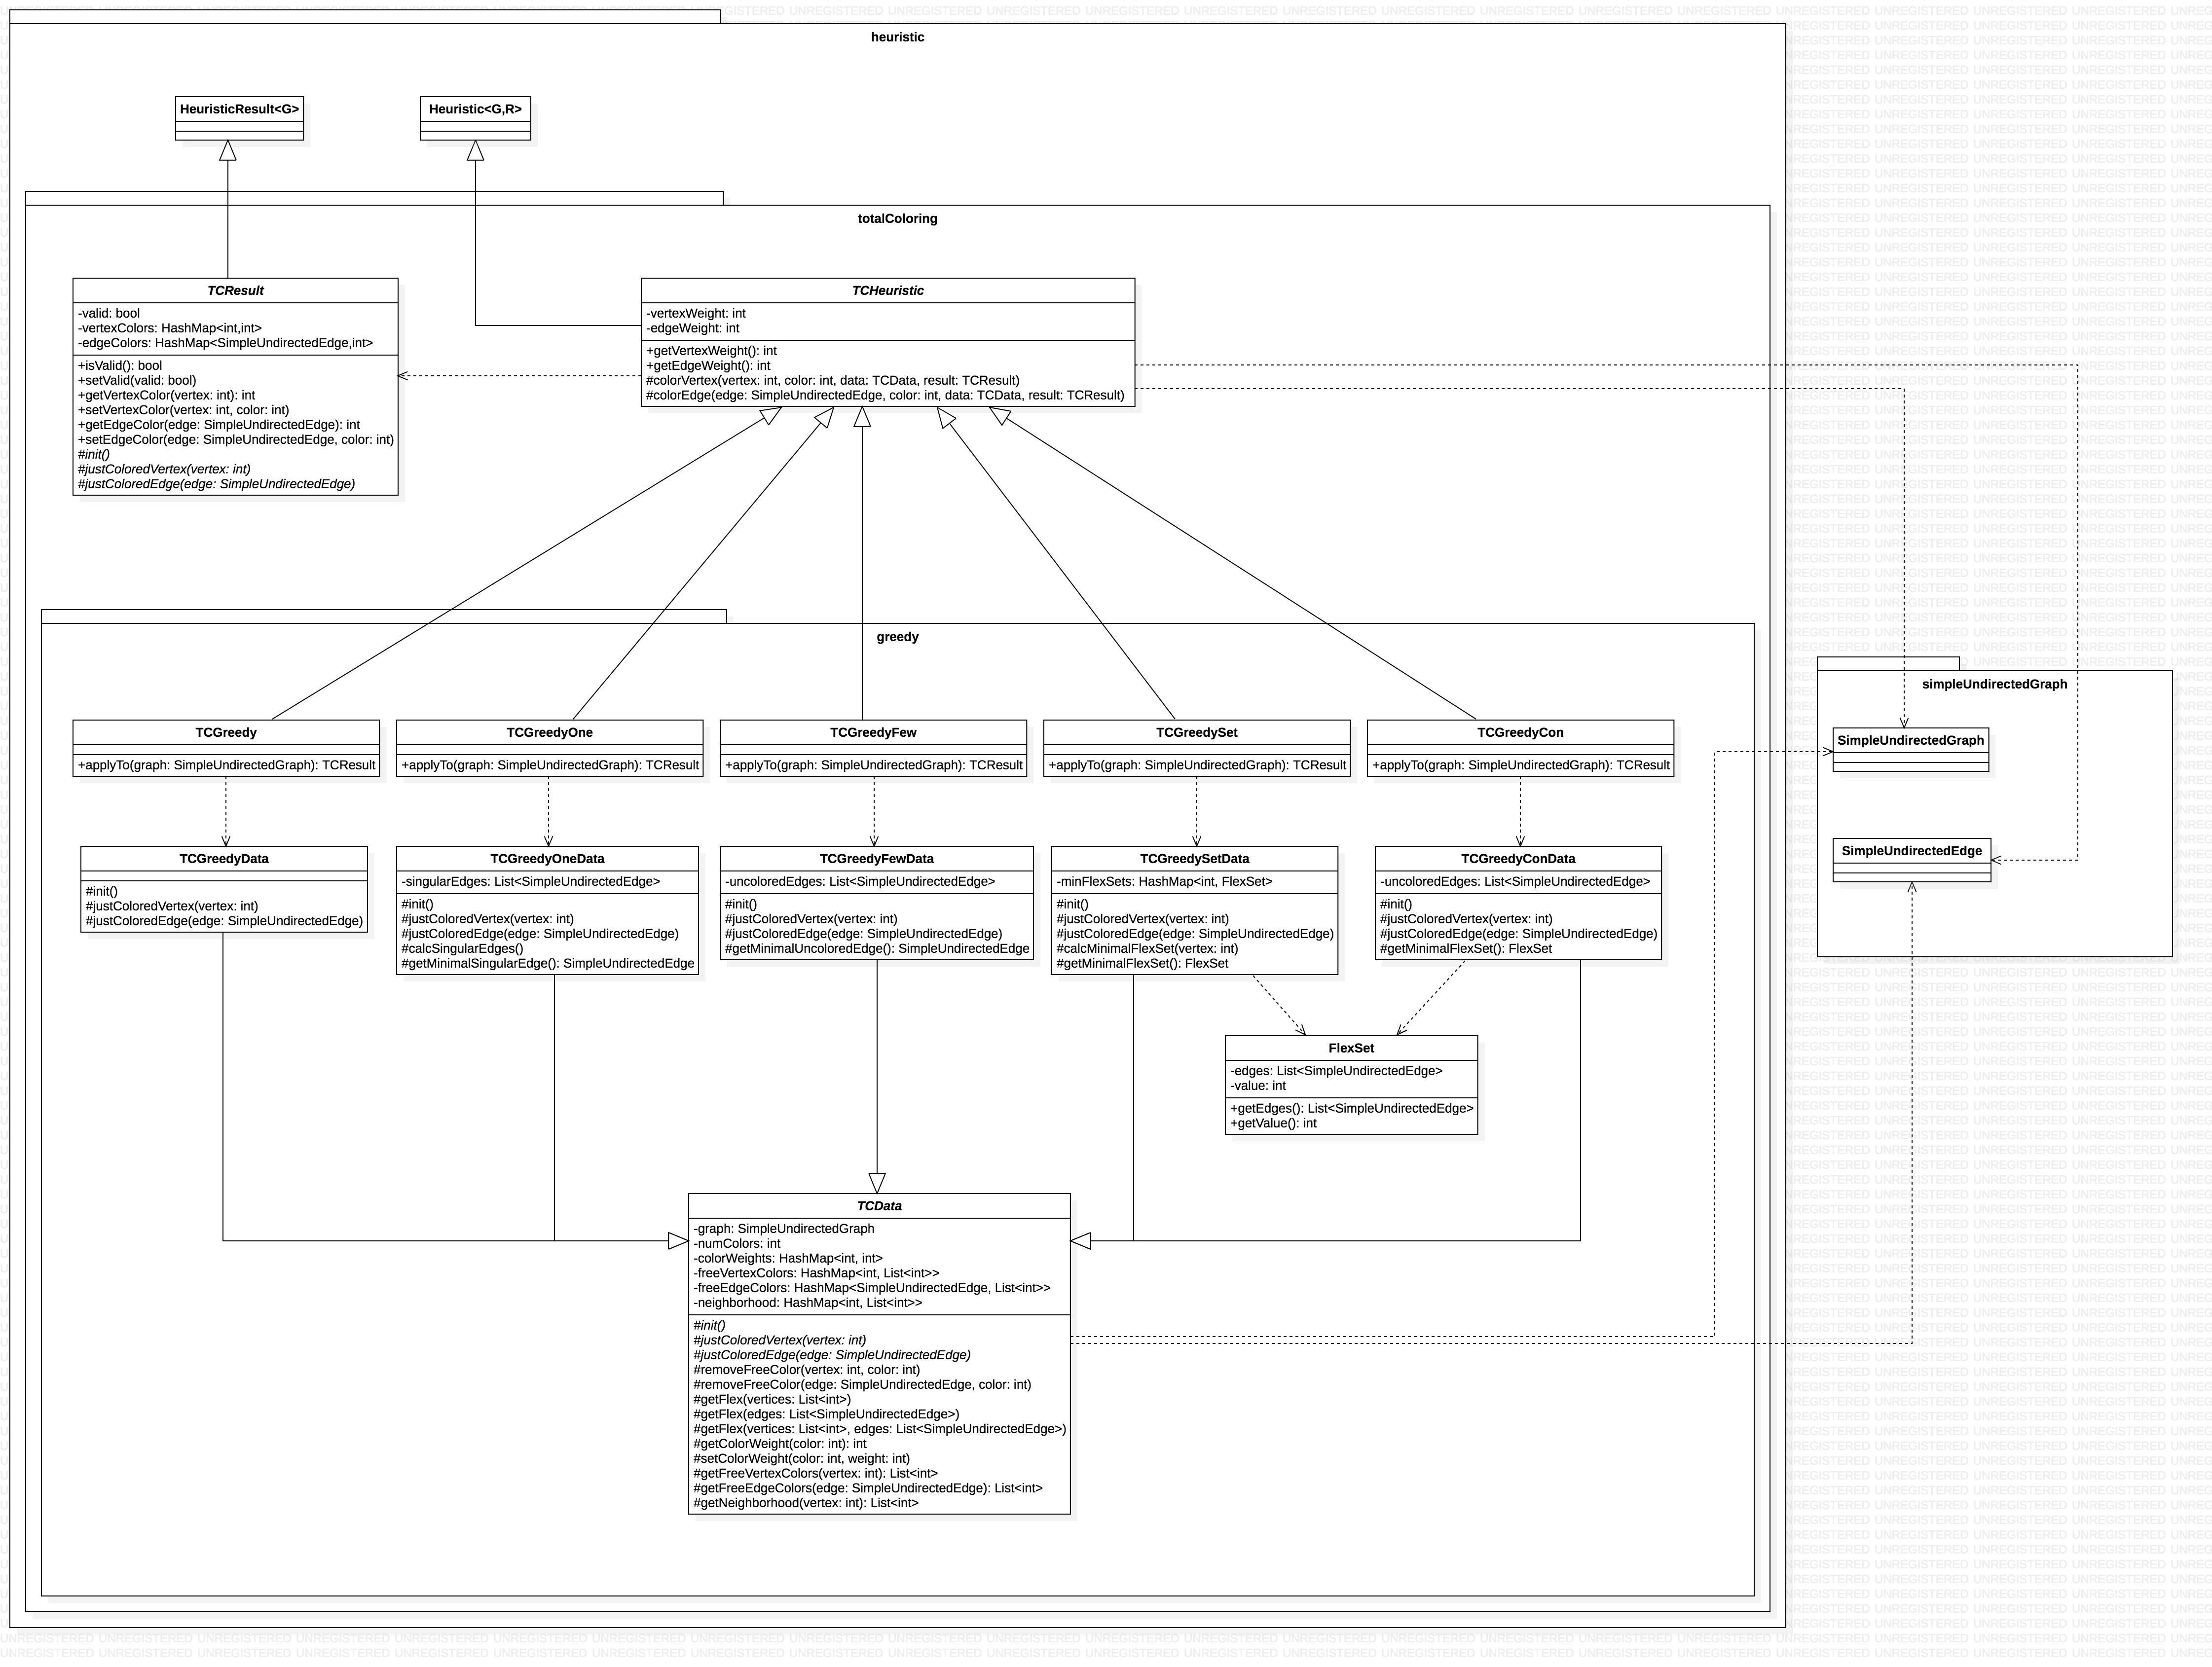 heuristic
HeuristicResult<G>
Heuristic<G,R>
totalColoring
TCResult
-valid: bool
-vertexColors: HashMap<int,int>
-edgeColors: HashMap<SimpleUndirectedEdge,int>
+isValid(): bool
+setValid(valid: bool)
+getVertexColor(vertex: int): int
+setVertexColor(vertex: int, color: int)
+getEdgeColor(edge: SimpleUndirectedEdge): int
+setEdgeColor(edge: SimpleUndirectedEdge, color: int)
#init()
#justColoredVertex(vertex: int)
#justColoredEdge(edge: SimpleUndirectedEdge)
TCHeuristic
-vertexWeight: int
-edgeWeight: int
+getVertexWeight(): int
+getEdgeWeight(): int
#colorVertex(vertex: int, color: int, data: TCData, result: TCResult)
#colorEdge(edge: SimpleUndirectedEdge, color: int, data: TCData, result: TCResult)
greedy
TCGreedy
+applyTo(graph: SimpleUndirectedGraph): TCResult
TCGreedyOne
+applyTo(graph: SimpleUndirectedGraph): TCResult
TCGreedyFew
+applyTo(graph: SimpleUndirectedGraph): TCResult
TCGreedySet
+applyTo(graph: SimpleUndirectedGraph): TCResult
TCGreedyCon
+applyTo(graph: SimpleUndirectedGraph): TCResult
TCGreedyData
#init()
#justColoredVertex(vertex: int)
#justColoredEdge(edge: SimpleUndirectedEdge)
TCGreedyOneData
-singularEdges: List<SimpleUndirectedEdge>
#init()
#justColoredVertex(vertex: int)
#justColoredEdge(edge: SimpleUndirectedEdge)
#calcSingularEdges()
#getMinimalSingularEdge(): SimpleUndirectedEdge
TCGreedyFewData
-uncoloredEdges: List<SimpleUndirectedEdge>
#init()
#justColoredVertex(vertex: int)
#justColoredEdge(edge: SimpleUndirectedEdge)
#getMinimalUncoloredEdge(): SimpleUndirectedEdge
TCGreedySetData
-minFlexSets: HashMap<int, FlexSet>
#init()
#justColoredVertex(vertex: int)
#justColoredEdge(edge: SimpleUndirectedEdge)
#calcMinimalFlexSet(vertex: int)
#getMinimalFlexSet(): FlexSet
TCGreedyConData
-uncoloredEdges: List<SimpleUndirectedEdge>
#init()
#justColoredVertex(vertex: int)
#justColoredEdge(edge: SimpleUndirectedEdge)
#getMinimalFlexSet(): FlexSet
FlexSet
-edges: List<SimpleUndirectedEdge>
-value: int
+getEdges(): List<SimpleUndirectedEdge>
+getValue(): int
TCData
-graph: SimpleUndirectedGraph
-numColors: int
-colorWeights: HashMap<int, int>
-freeVertexColors: HashMap<int, List<int>>
-freeEdgeColors: HashMap<SimpleUndirectedEdge, List<int>>
-neighborhood: HashMap<int, List<int>>
#init()
#justColoredVertex(vertex: int)
#justColoredEdge(edge: SimpleUndirectedEdge)
#removeFreeColor(vertex: int, color: int)
#removeFreeColor(edge: SimpleUndirectedEdge, color: int)
#getFlex(vertices: List<int>)
#getFlex(edges: List<SimpleUndirectedEdge>)
#getFlex(vertices: List<int>, edges: List<SimpleUndirectedEdge>)
#getColorWeight(color: int): int
#setColorWeight(color: int, weight: int)
#getFreeVertexColors(vertex: int): List<int>
#getFreeEdgeColors(edge: SimpleUndirectedEdge): List<int>
#getNeighborhood(vertex: int): List<int>
simpleUndirectedGraph
SimpleUndirectedGraph
SimpleUndirectedEdge